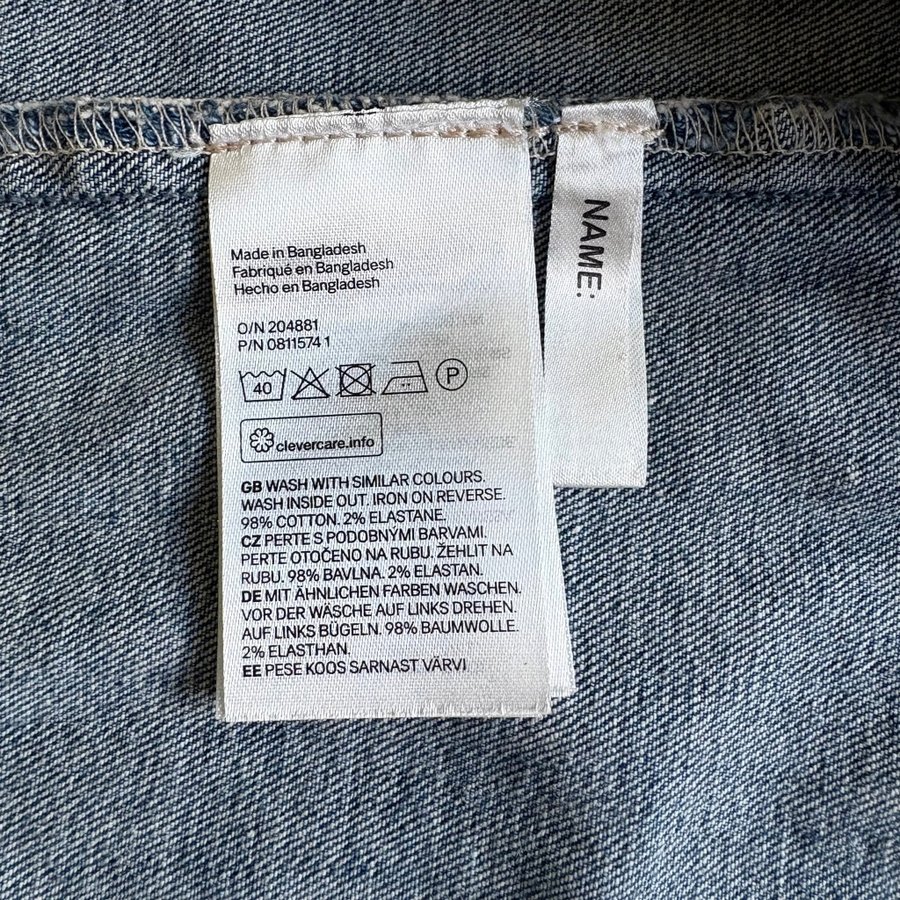 Made in Bangladesh
Fabriqué en Bangladesh
Hecho en Bangladesh
O/N 204881
P/N 0811574 1
40
P
clevercare.info
GB WASH WITH SIMILAR COLOURS.
WASH INSIDE OUT. IRON ON REVERSE.
98% COTTON. 2% ELASTANE.
CZ PERTE S PODOBNÝMI BARVAMI.
PERTE OTOČENO NA RUBU. ŽEHLIT NA
RUBU. 98% BAVLNA. 2% ELASTAN.
DE MIT ÄHNLICHEN FARBEN WASCHEN.
VOR DER WÄSCHE AUF LINKS DREHEN.
AUF LINKS BÜGELN. 98% BAUMWOLLE.
2% ELASTHAN.
EE PESE KOOS SARNAST VÄRVI
NAME: